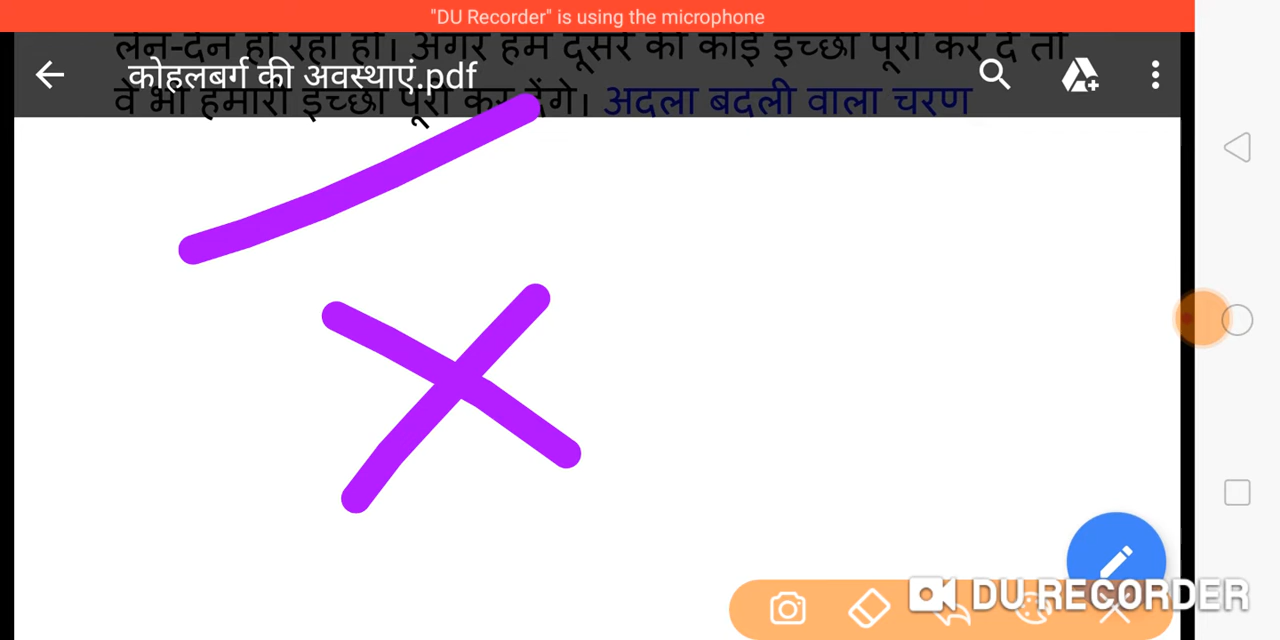 "DU Recorder" is using the microphone
लेन-देन हो रहा हो। अगर हम दूसरे की कोई इच्छा पूरी कर दें तो
कोहलबर्ग की अवस्थाएं.pdf
वे भी हमारी इच्छा पूरी कर देंगे। अदला बदली वाला चरण
DU RECORDER